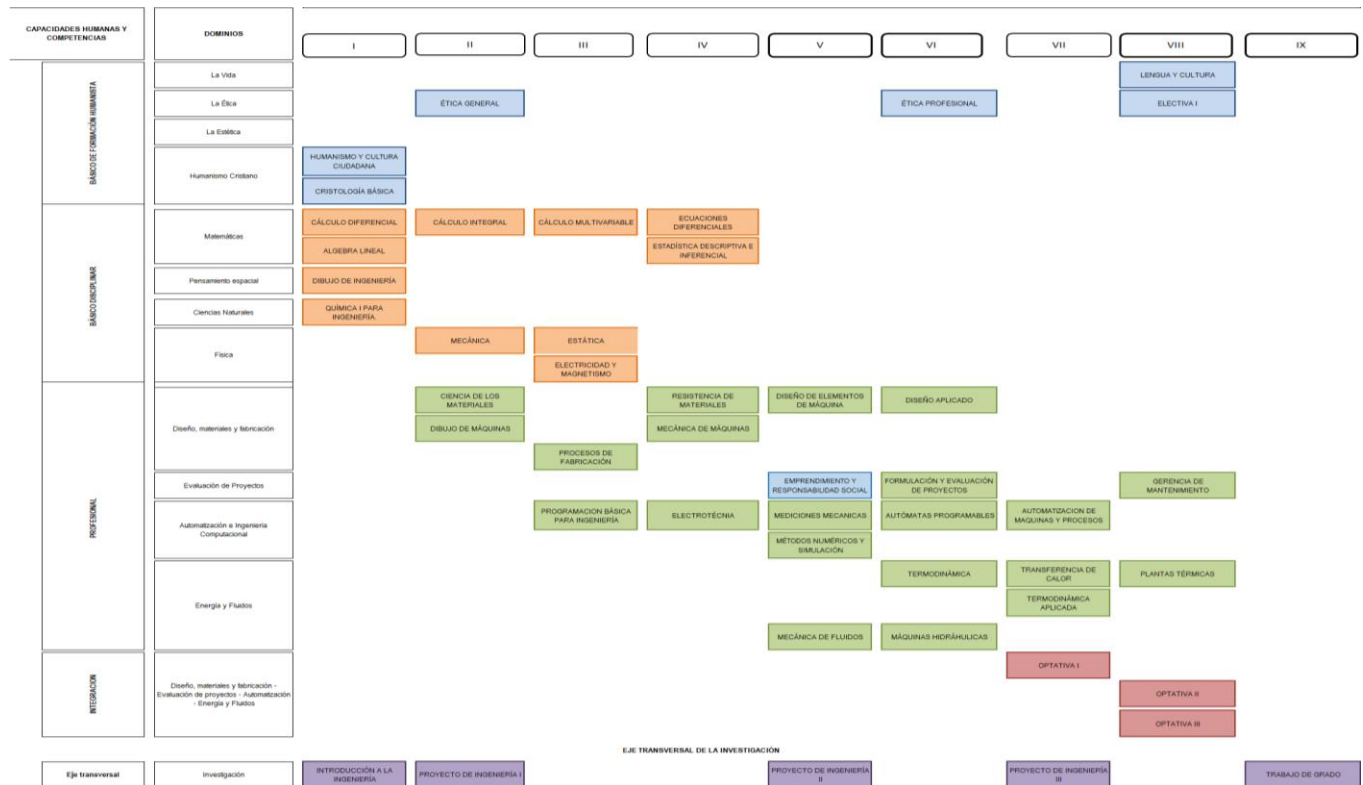 CAPACIDADES HUMANAS Y
COMPETENCIAS
DOMINIOS
I
II
III
IV
V
VI
VII
VIII
IX
BÁSICO DE FORMACIÓN HUMANISTA
La Vida
LENGUA Y CULTURA
La Ética
ÉTICA GENERAL
ÉTICA PROFESIONAL
ELECTIVA I
La Estética
Humanismo Cristiano
HUMANISMO Y CULTURA
CIUDADANA
CRISTOLOGÍA BÁSICA
BÁSICO DISCIPLINAR
Matemáticas
CÁLCULO DIFERENCIAL
CÁLCULO INTEGRAL
CÁLCULO MULTIVARIABLE
ECUACIONES
DIFERENCIALES
ALGEBRA LINEAL
ESTADÍSTICA DESCRIPTIVA E
INFERENCIAL
Pensamiento espacial
DIBUJO DE INGENIERÍA
Ciencias Naturales
QUÍMICA I PARA
INGENIERÍA.
Física
MECÁNICA
ESTÁTICA
ELECTRICIDAD Y
MAGNETISMO
PROFESIONAL
Diseño, materiales y fabricación
CIENCIA DE LOS
MATERIALES
RESISTENCIA DE
MATERIALES
DISEÑO DE ELEMENTOS
DE MÁQUINA
DISEÑO APLICADO
DIBUJO DE MÁQUINAS
MECÁNICA DE MÁQUINAS
PROCESOS DE
FABRICACIÓN
Evaluación de Proyectos
EMPRENDIMIENTO Y
RESPONSABILIDAD SOCIAL
FORMULACIÓN Y EVALUACIÓN
DE PROYECTOS
GERENCIA DE
MANTENIMIENTO
Automatización e Ingeniería
Computacional
PROGRAMACION BÁSICA
PARA INGENIERÍA
ELECTROTÉCNIA
MEDICIONES MECANICAS
AUTÓMATAS PROGRAMABLES
AUTOMATIZACION DE
MAQUINAS Y PROCESOS
MÉTODOS NUMÉRICOS Y
SIMULACIÓN
Energía y Fluidos
TERMODINÁMICA
TRANSFERENCIA DE
CALOR
PLANTAS TÉRMICAS
TERMODINÁMICA
APLICADA
MECÁNICA DE FLUIDOS
MÁQUINAS HIDRÁHULICAS
INTEGRACION
Diseño, materiales y fabricación -
Evaluación de proyectos - Automatización
- Energía y Fluidos
OPTATIVA I
OPTATIVA II
OPTATIVA III
EJE TRANSVERSAL DE LA INVESTIGACIÓN
Eje transversal
Investigación
INTRODUCCIÓN A LA
INGENIERÍA
PROYECTO DE INGENIERÍA I
PROYECTO DE INGENIERÍA
II
PROYECTO DE INGENIERÍA
III
TRABAJO DE GRADO